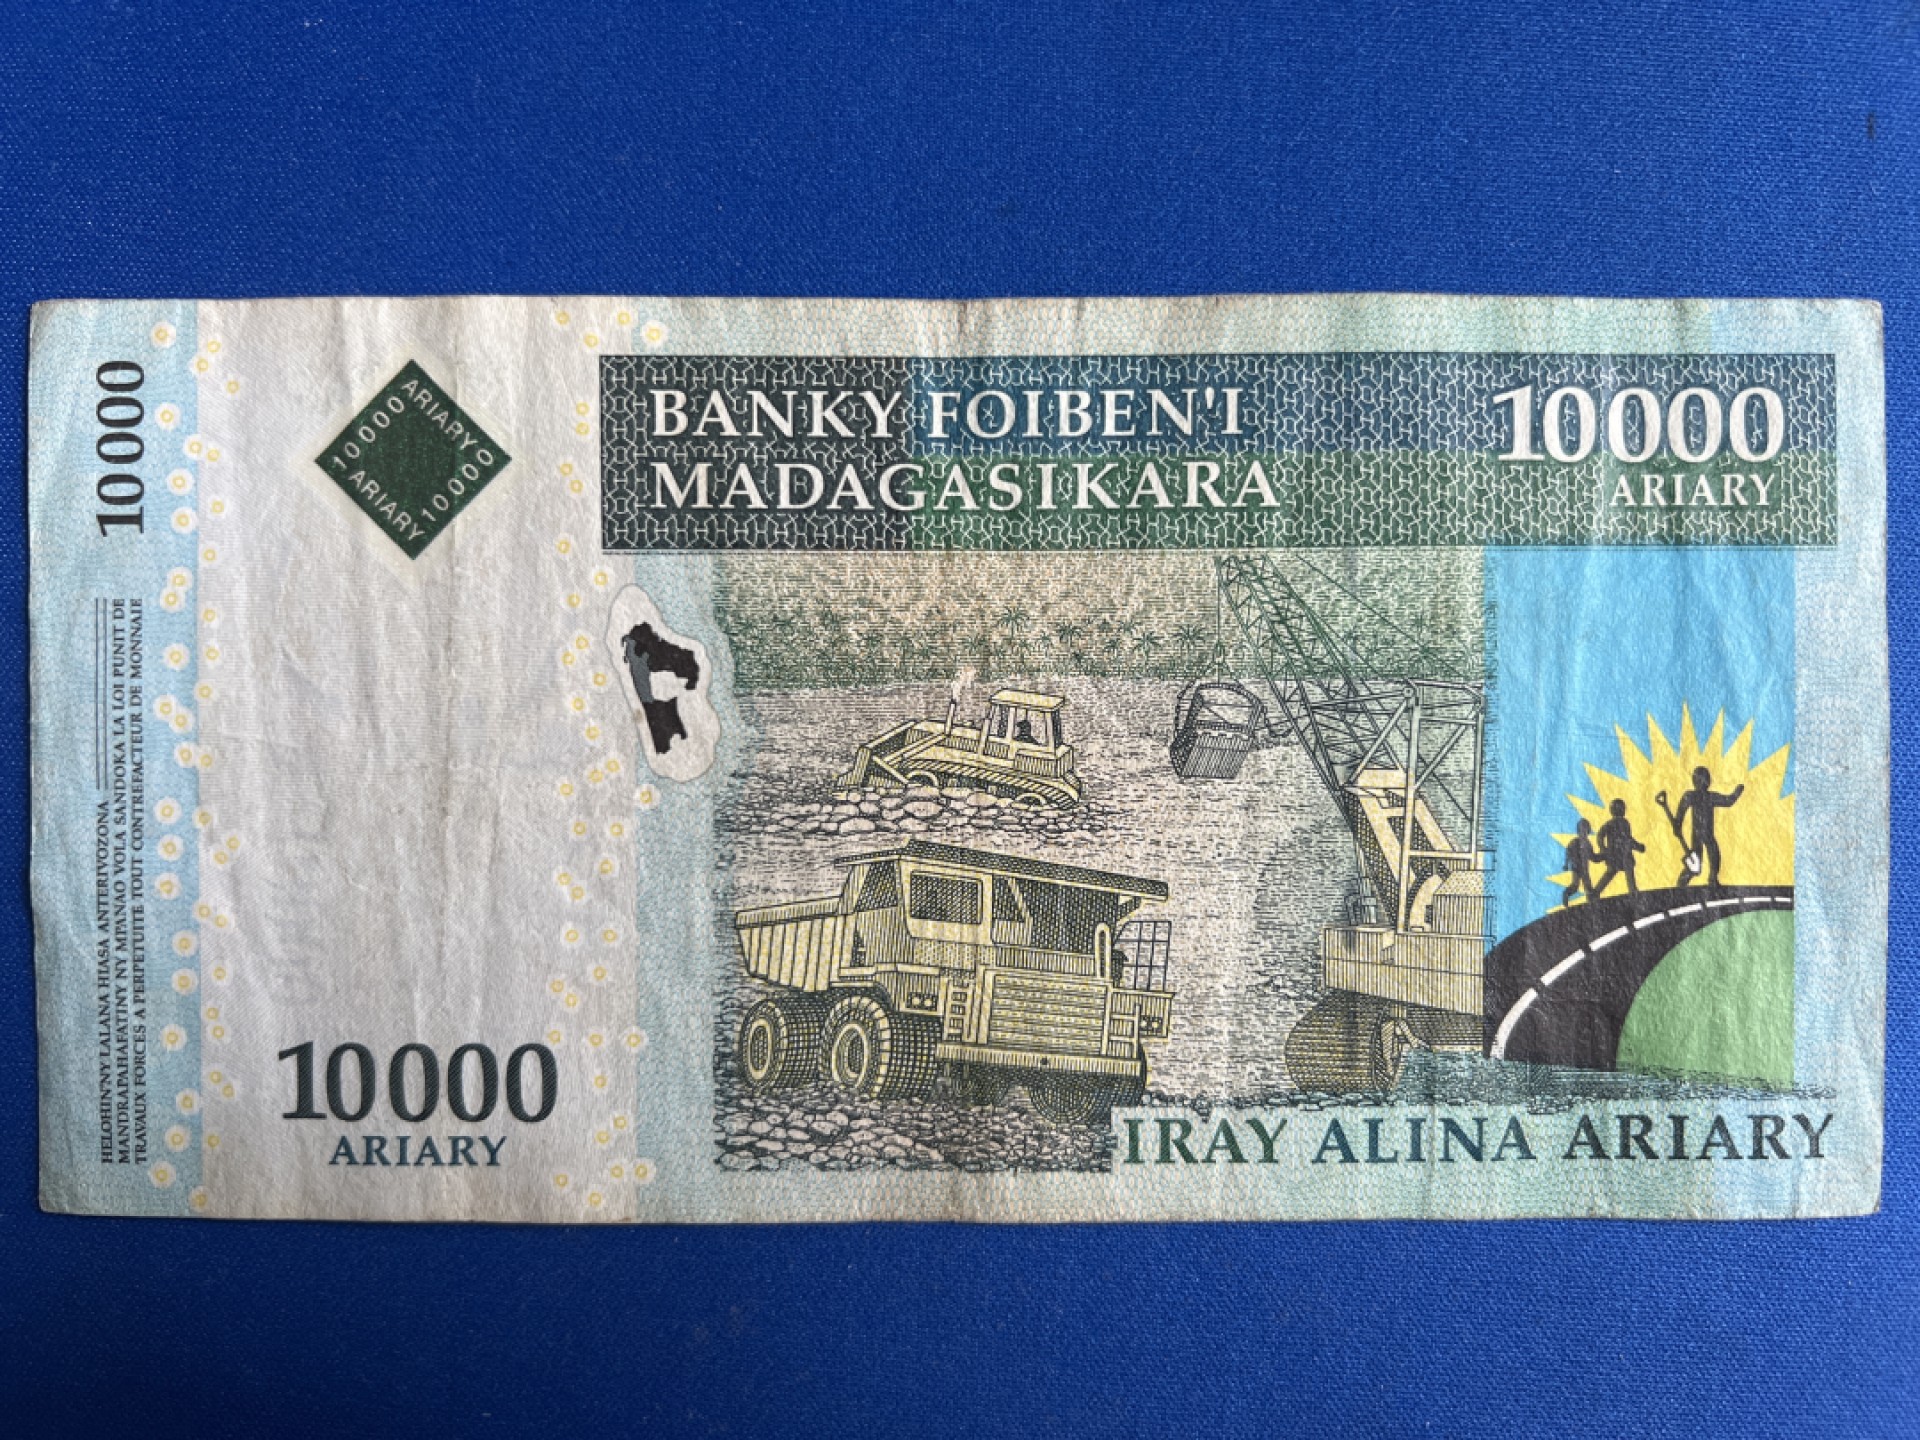 10000
HELOHIN'NY LALANA HIASA ANTERIVOZONA
MANDRAPAHAFATINY NY MPANAO VOLA SANDOKA LA LOI PUNIT DE
TRAVAUX FORCES A PERPETUITE TOUT CONTREFACTEUR DE MONNAIE
10000 ARIARY
ARIARY 10000
BANKY FOIBEN'I
MADAGASIKARA
10000
ARIARY
10000
ARIARY
IRAY ALINA ARIARY